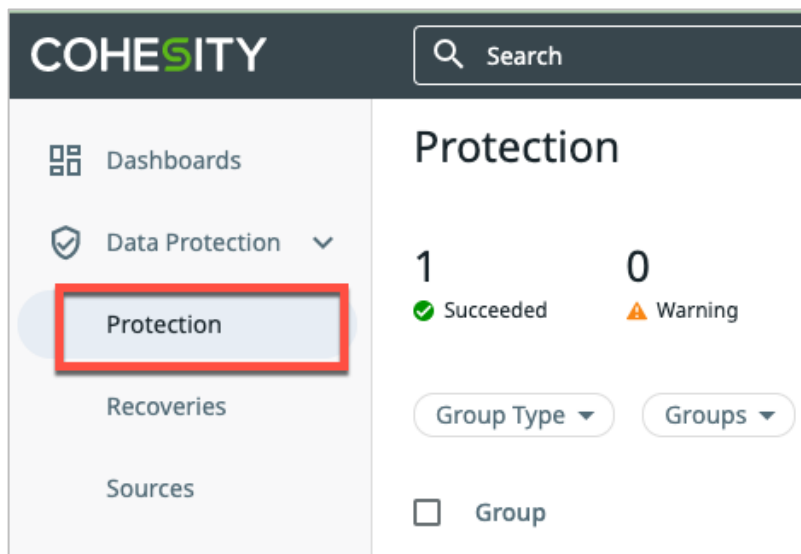 COHESITY
Search
Dashboards
Data Protection
Protection
Recoveries
Sources
Protection
1
0
Succeeded
Warning
Group Type
Groups
Group